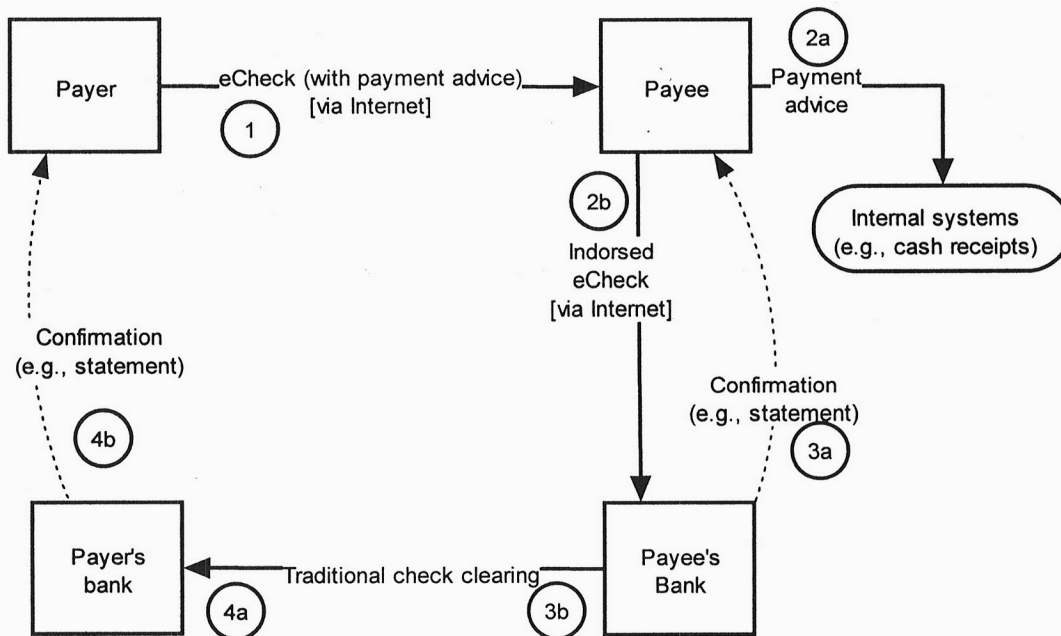 Payer
eCheck (with payment advice)
[via Internet]
1
Payee
2a
Payment
advice
Internal systems
(e.g., cash receipts)
2b
Indorsed
eCheck
[via Internet]
Confirmation
(e.g., statement)
4b
Confirmation
(e.g., statement)
3a
Payer's
bank
Traditional check clearing
4a
3b
Payee's
Bank